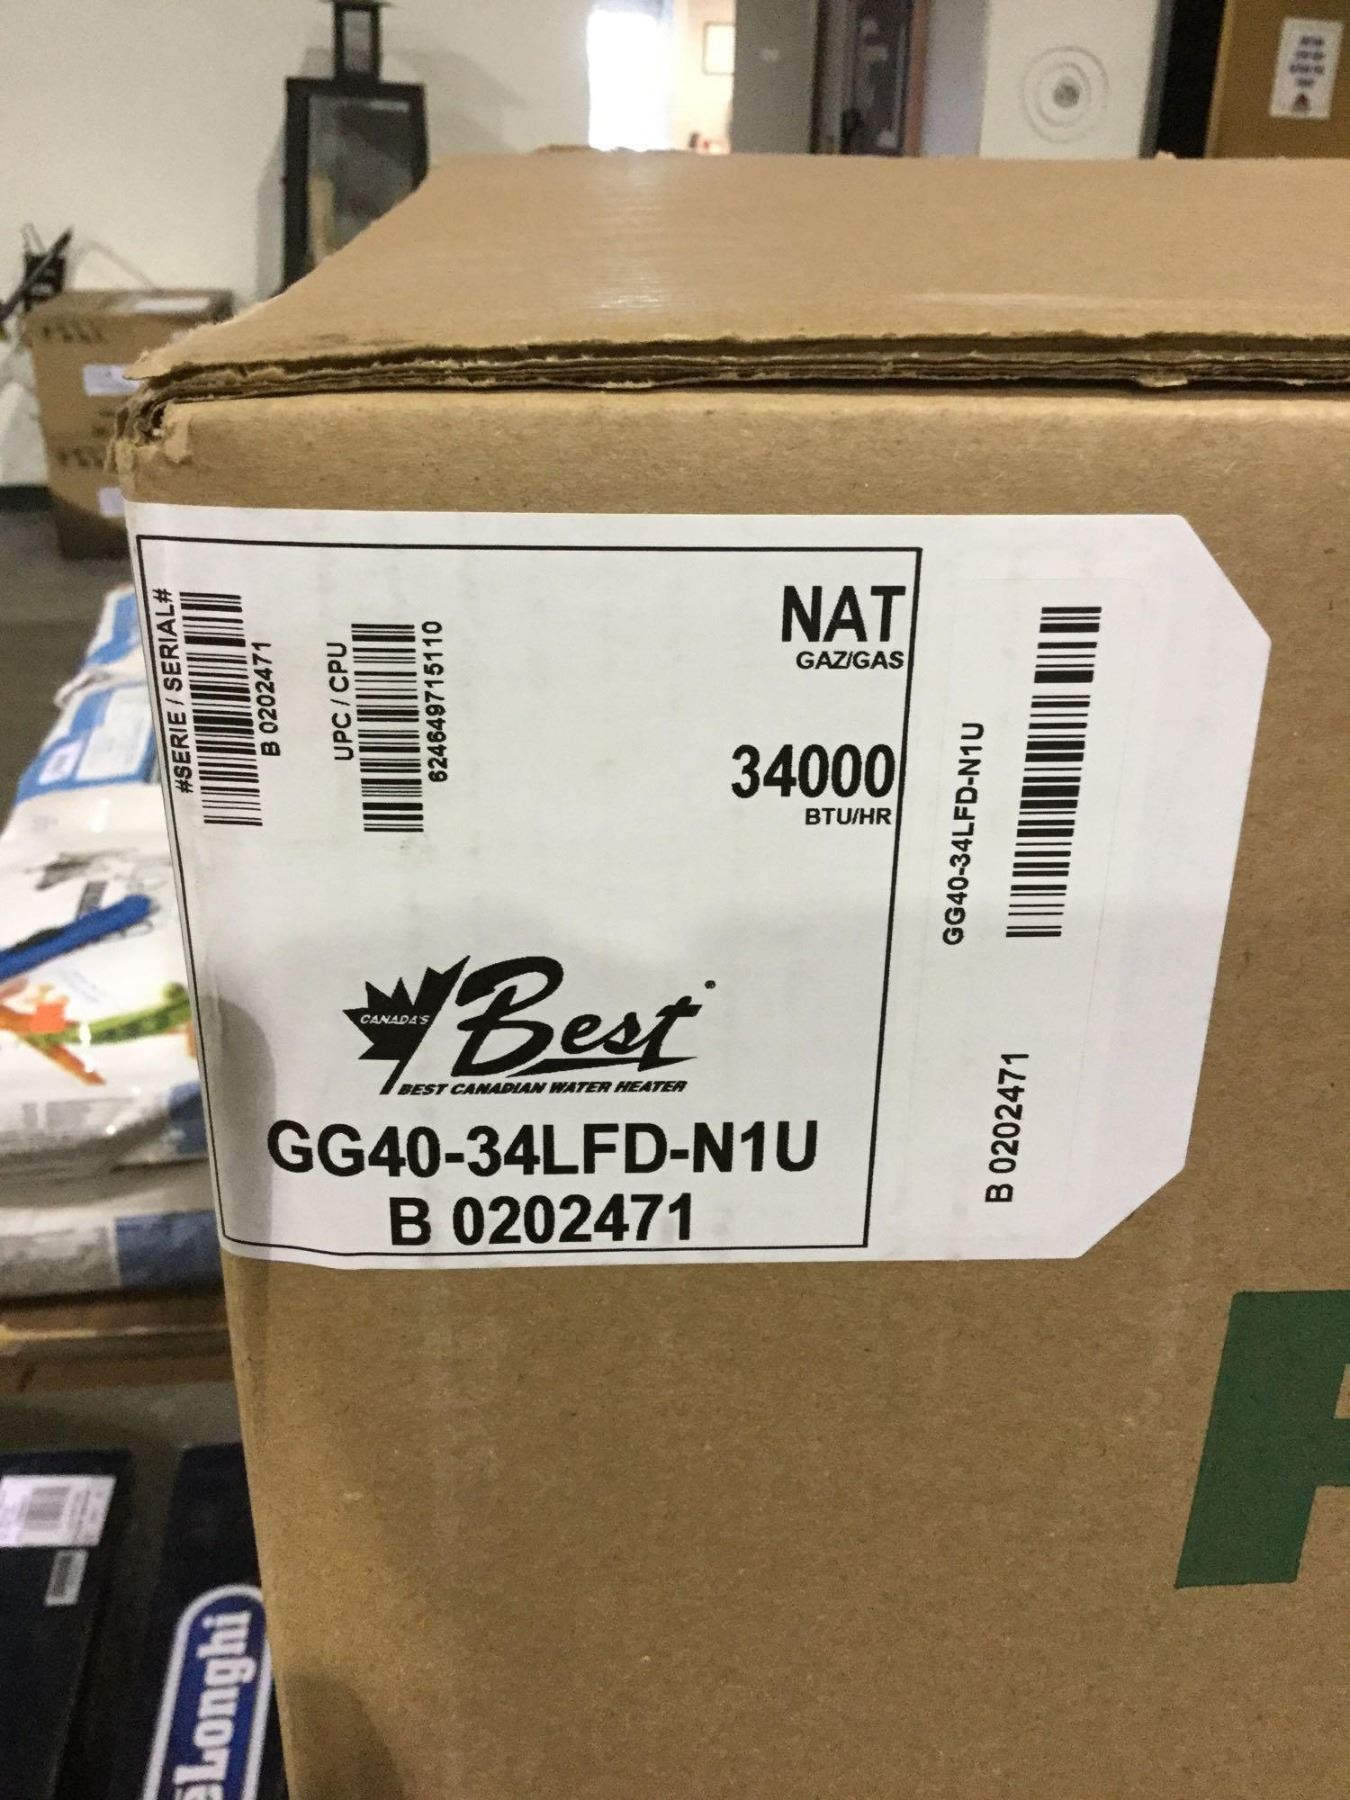 #SERIE / SERIAL#
B 0202471
UPC / CPU
624649715110
NAT
GAZ/GAS
34000
BTU/HR
CANADA'S
Best
BEST CANADIAN WATER HEATER
GG40-34LFD-N1U
B 0202471
GG40-34LFD-N1U
B 0202471
Longhi